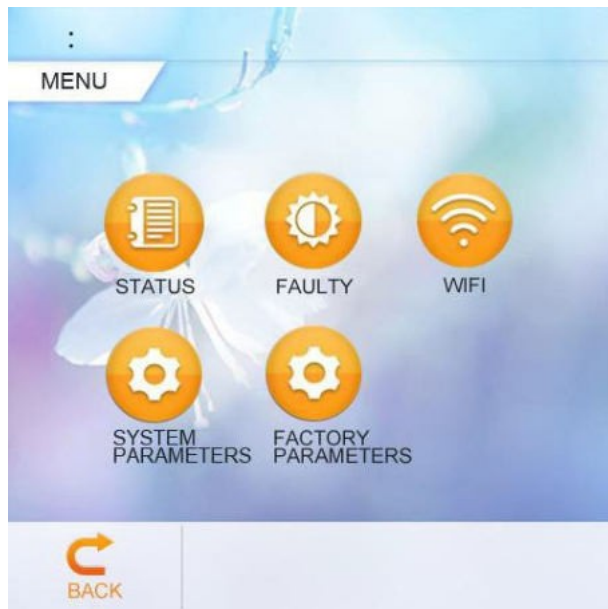 :
MENU
STATUS
FAULTY
WIFI
SYSTEM
PARAMETERS
FACTORY
PARAMETERS
BACK